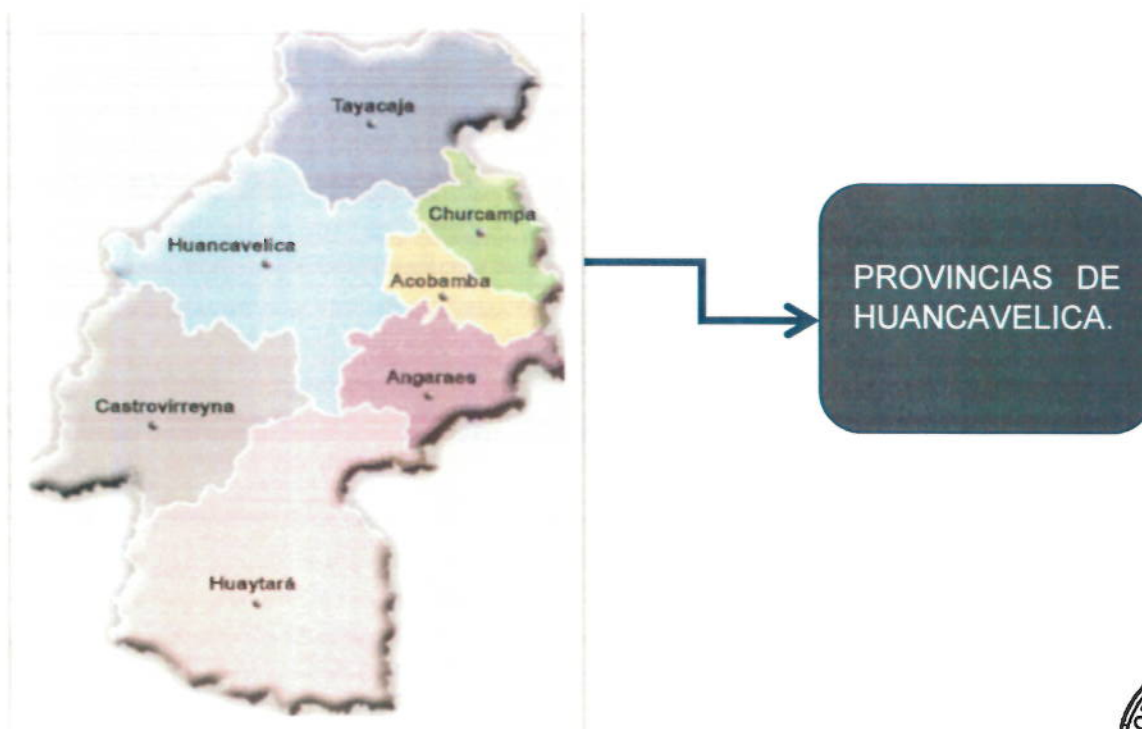 Tayacaja
Churcampa
Huancavelica
Acobamba
Angaraes
Castrovirreyna
Huaytará
PROVINCIAS DE
HUANCAVELICA.